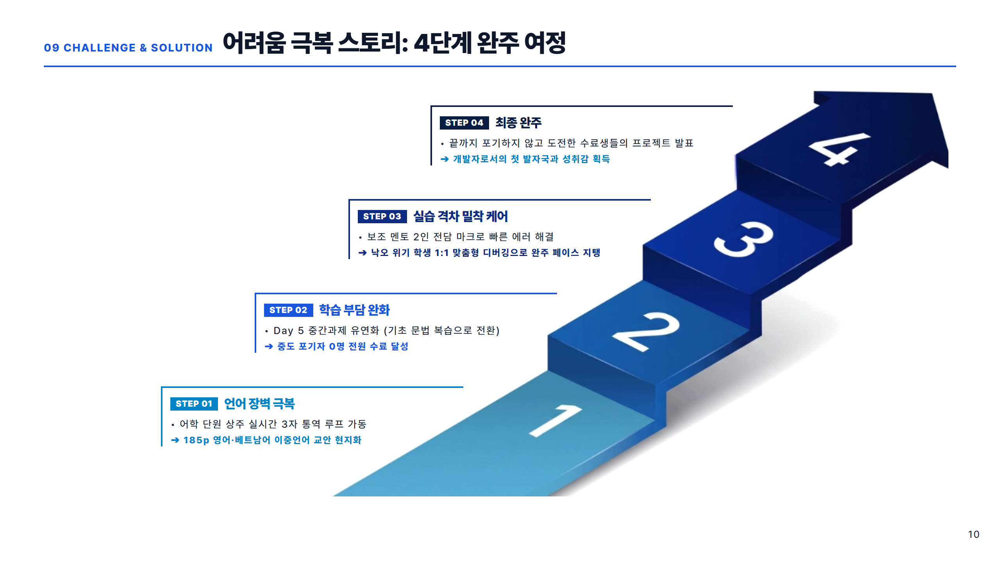 09 CHALLENGE & SOLUTION 어려움 극복 스토리: 4단계 완주 여정
STEP 04 최종 완주
• 끝까지 포기하지 않고 도전한 수료생들의 프로젝트 발표
➔ 개발자로서의 첫 발자국과 성취감 획득
4
STEP 03 실습 격차 밀착 케어
• 보조 멘토 2인 전담 마크로 빠른 에러 해결
➔ 낙오 위기 학생 1:1 맞춤형 디버깅으로 완주 페이스 지탱
3
STEP 02 학습 부담 완화
• Day 5 중간과제 유연화 (기초 문법 복습으로 전환)
➔ 중도 포기자 0명 전원 수료 달성
2
STEP 01 언어 장벽 극복
• 어학 단원 상주 실시간 3자 통역 루프 가동
➔ 185p 영어·베트남어 이중언어 교안 현지화
1
10